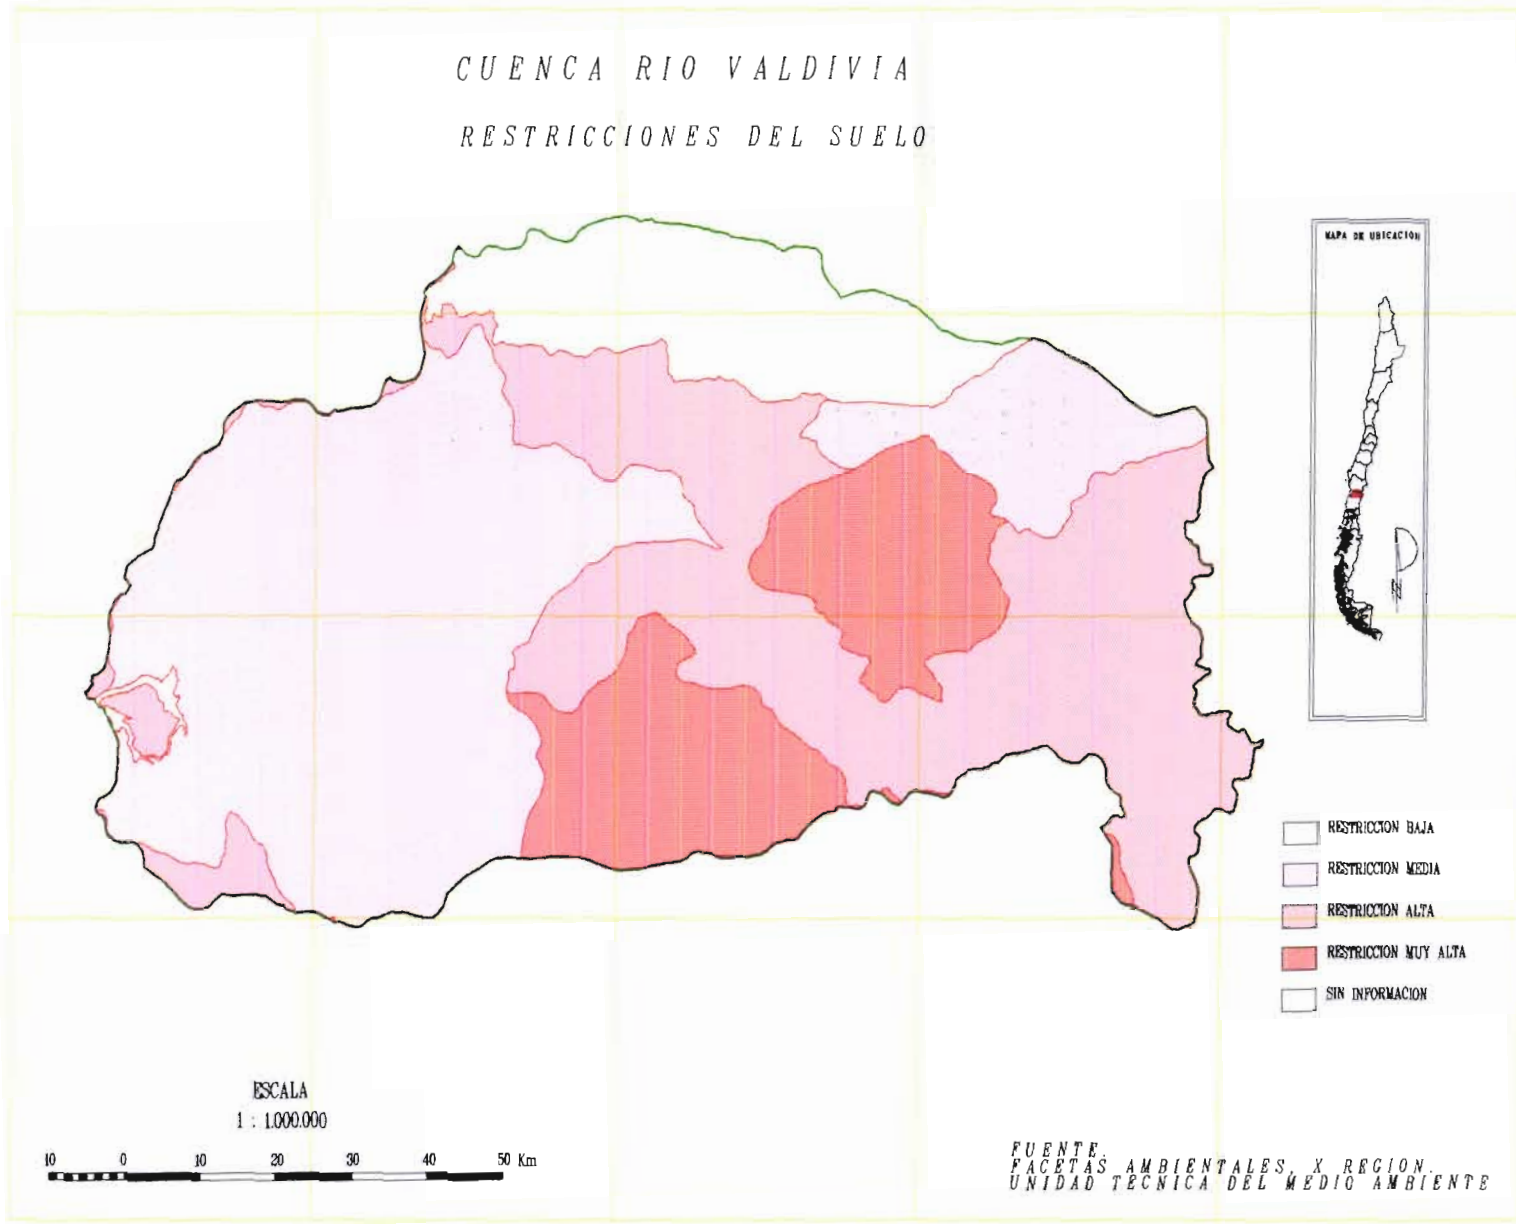 CUENCA RIO VALDIVIA
RESTRICCIONES DEL SUELO
MAPA DE UBICACION
RESTRICCION BAJA
RESTRICCION MEDIA
RESTRICCION ALTA
RESTRICCION MUY ALTA
SIN INFORMACION
ESCALA
1 : 1.000.000
10 0 10 20 30 40 50 Km
FUENTE.
FACETAS AMBIENTALES, X REGION.
UNIDAD TECNICA DEL MEDIO AMBIENTE